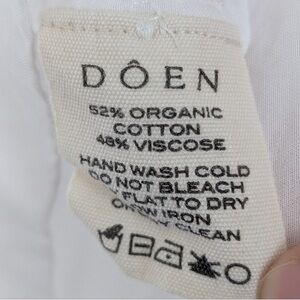 DÔEN
52% ORGANIC
COTTON
48% VISCOSE
HAND WASH COLD
DO NOT BLEACH
FLAT TO DRY
IRON
CLEAN